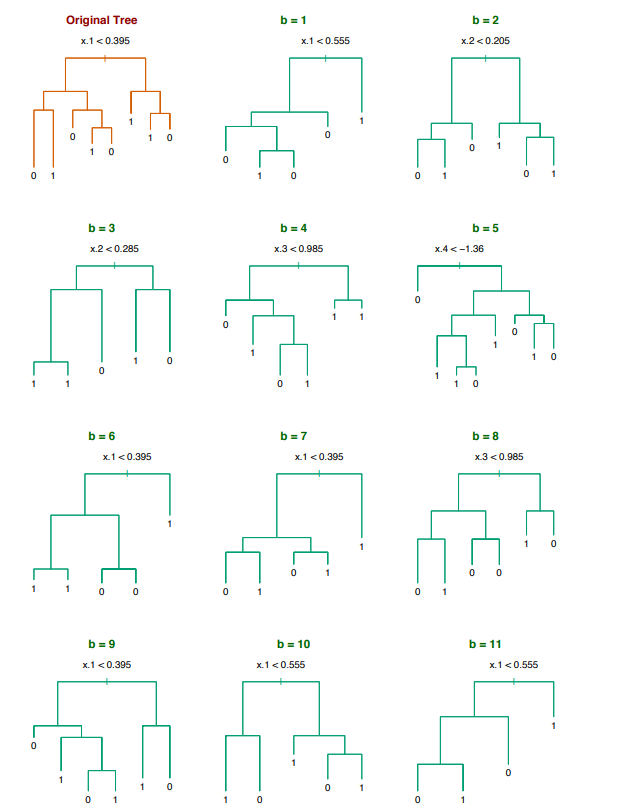 Original Tree b = 1 b = 2
x.1 < 0.395 x.1 < 0.555 x.2 < 0.205
1 1
0 0 0 1
1 0 1 0 0
0 1 1 0 0 1 0 1
b = 3 b = 4 b = 5
x.2 < 0.285 x.3 < 0.985 x.4 < −1.36
0
0 1 1 0
1 0 1 1 1 0
0 1
1 1 0 1 1 0
b = 6 b = 7 b = 8
x.1 < 0.395 x.1 < 0.395 x.3 < 0.985
1
1 1 0
0 1 0 0
1 1 0 0 0 1 0 1
b = 9 b = 10 b = 11
x.1 < 0.395 x.1 < 0.555 x.1 < 0.555
1
0
1 0
1 1 0 0 1
0 1 1 0 0 1